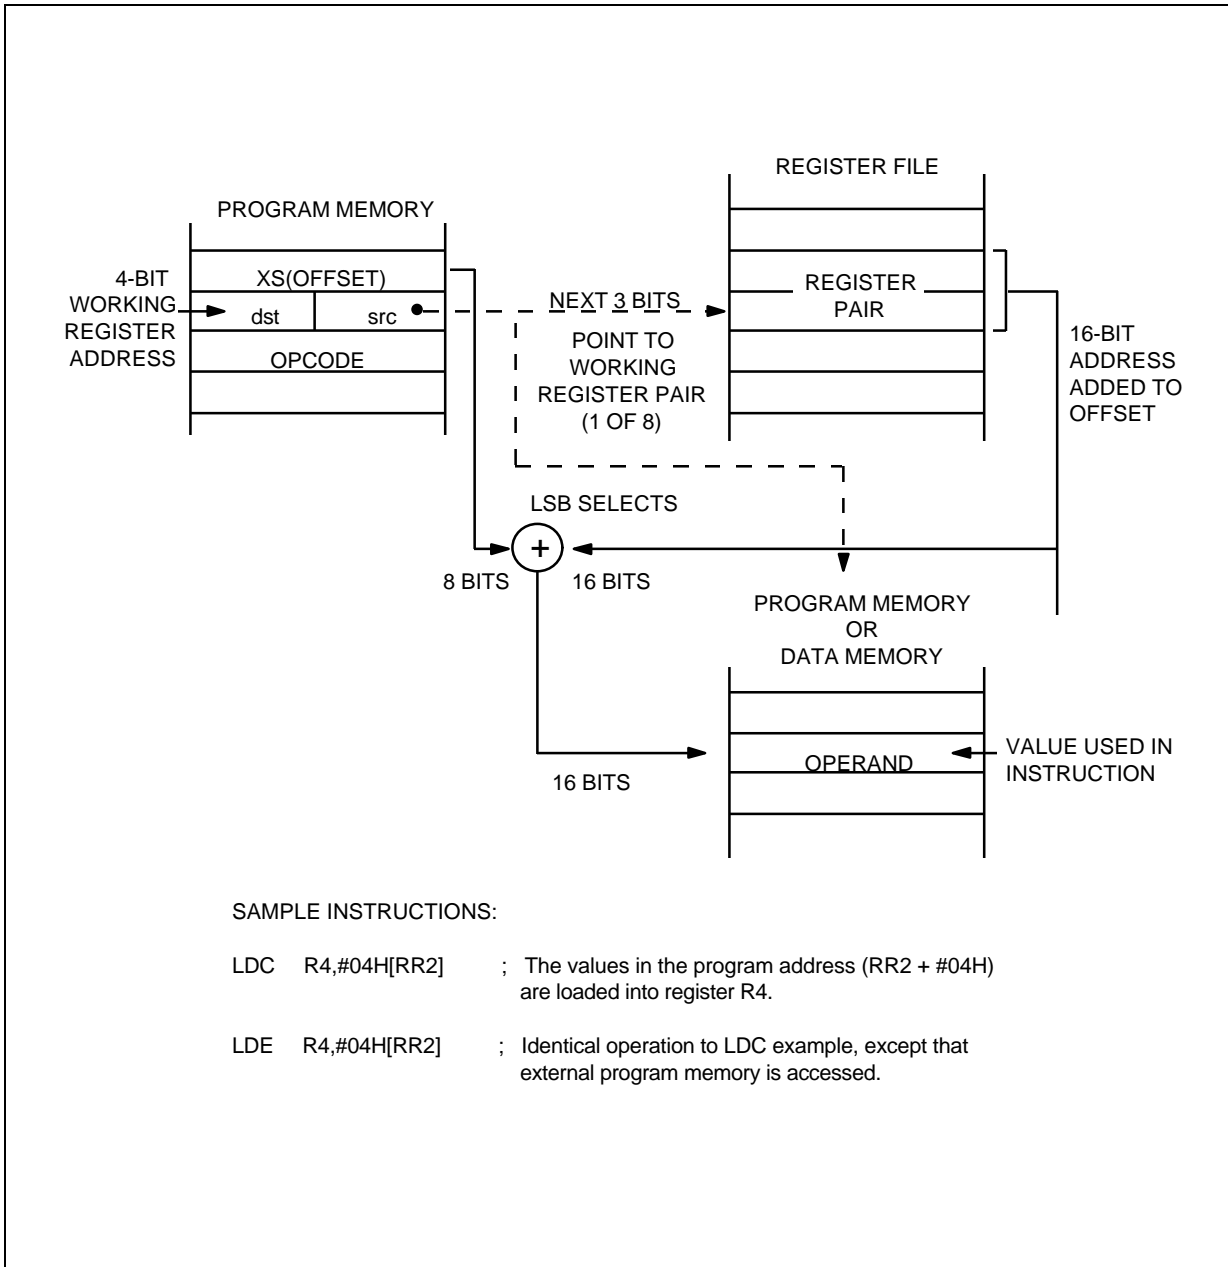 REGISTER FILE
PROGRAM MEMORY
4-BIT
WORKING
REGISTER
ADDRESS
XS(OFFSET)
dst src
OPCODE
NEXT 3 BITS
POINT TO
WORKING
REGISTER PAIR
(1 OF 8)
REGISTER
PAIR
16-BIT
ADDRESS
ADDED TO
OFFSET
LSB SELECTS
+
8 BITS 16 BITS
PROGRAM MEMORY
OR
DATA MEMORY
16 BITS
OPERAND
VALUE USED IN
INSTRUCTION
SAMPLE INSTRUCTIONS:
LDC R4,#04H[RR2] ; The values in the program address (RR2 + #04H)
are loaded into register R4.
LDE R4,#04H[RR2] ; Identical operation to LDC example, except that
external program memory is accessed.